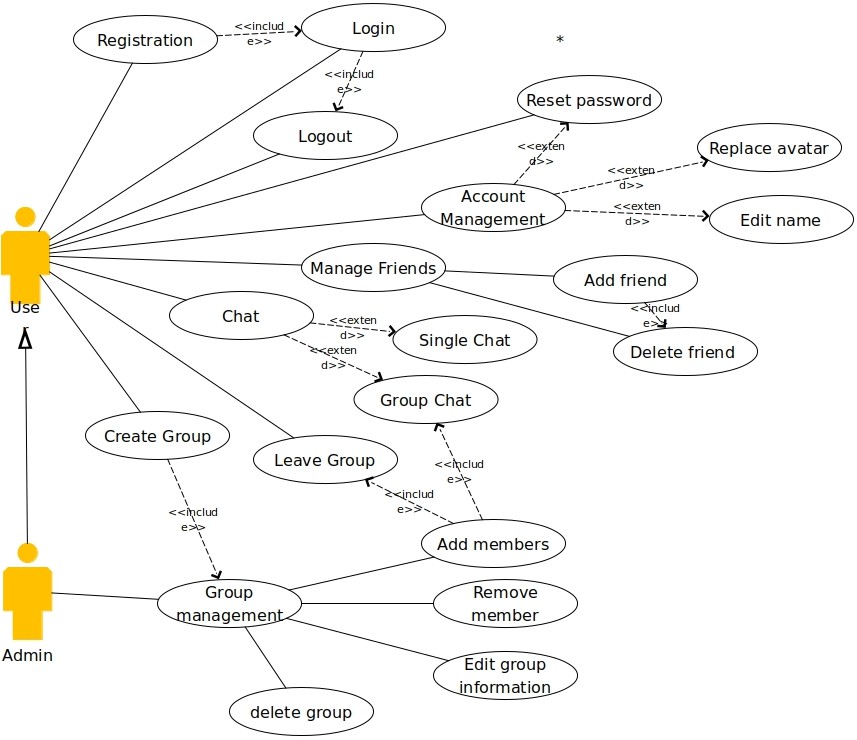 Registration
<<includ
e>>
Login
*
<<includ
e>>
Logout
Reset password
<<exten
d>>
Replace avatar
<<exten
d>>
Account
Management
<<exten
d>>
Edit name
Manage Friends
Add friend
Use
r
<<includ
e>>
Chat
<<exten
d>>
Single Chat
Delete friend
<<exten
d>>
Group Chat
Create Group
Leave Group
<<includ
e>>
<<includ
e>>
<<includ
e>>
Add members
Admin
Group
management
Remove
member
Edit group
information
delete group